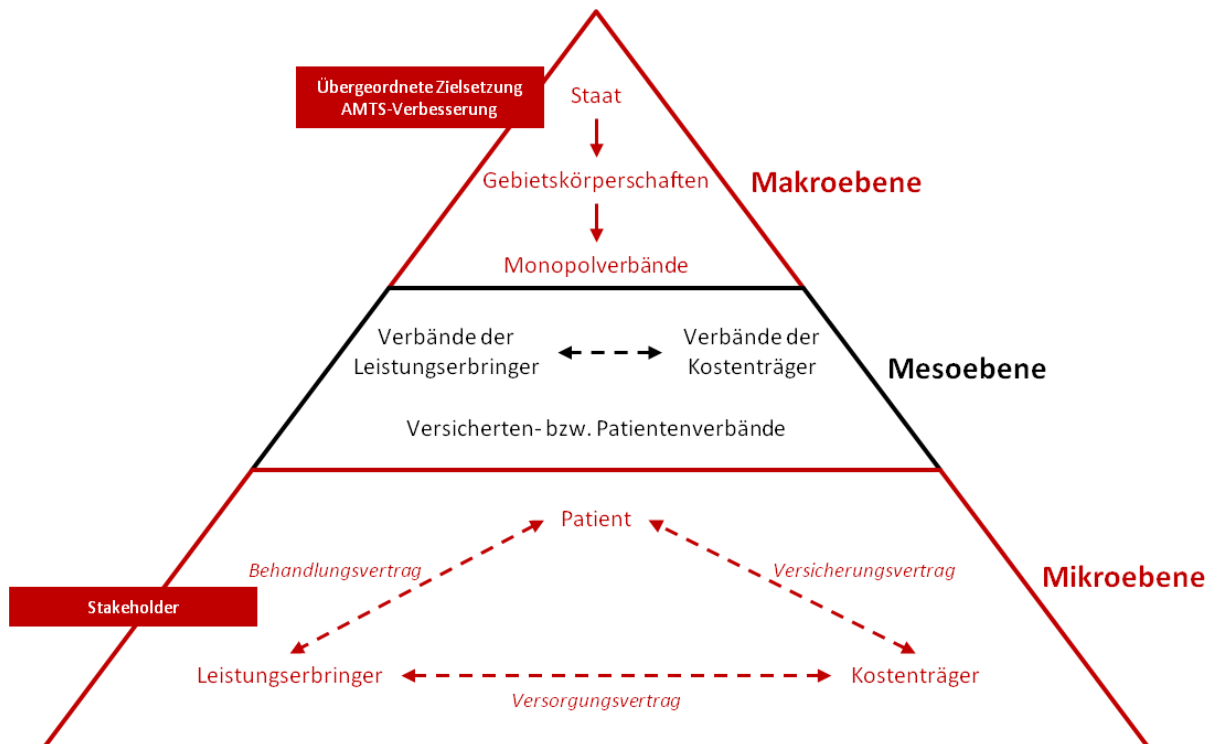 Übergeordnete Zielsetzung
AMTS-Verbesserung
Staat
Gebietskörperschaften
Makroebene
Monopolverbände
Verbände der
Leistungserbringer
Verbände der
Kostenträger
Mesoebene
Versicherten- bzw. Patientenverbände
Patient
Behandlungsvertrag
Versicherungsvertrag
Mikroebene
Stakeholder
Leistungserbringer
Kostenträger
Versorgungsvertrag